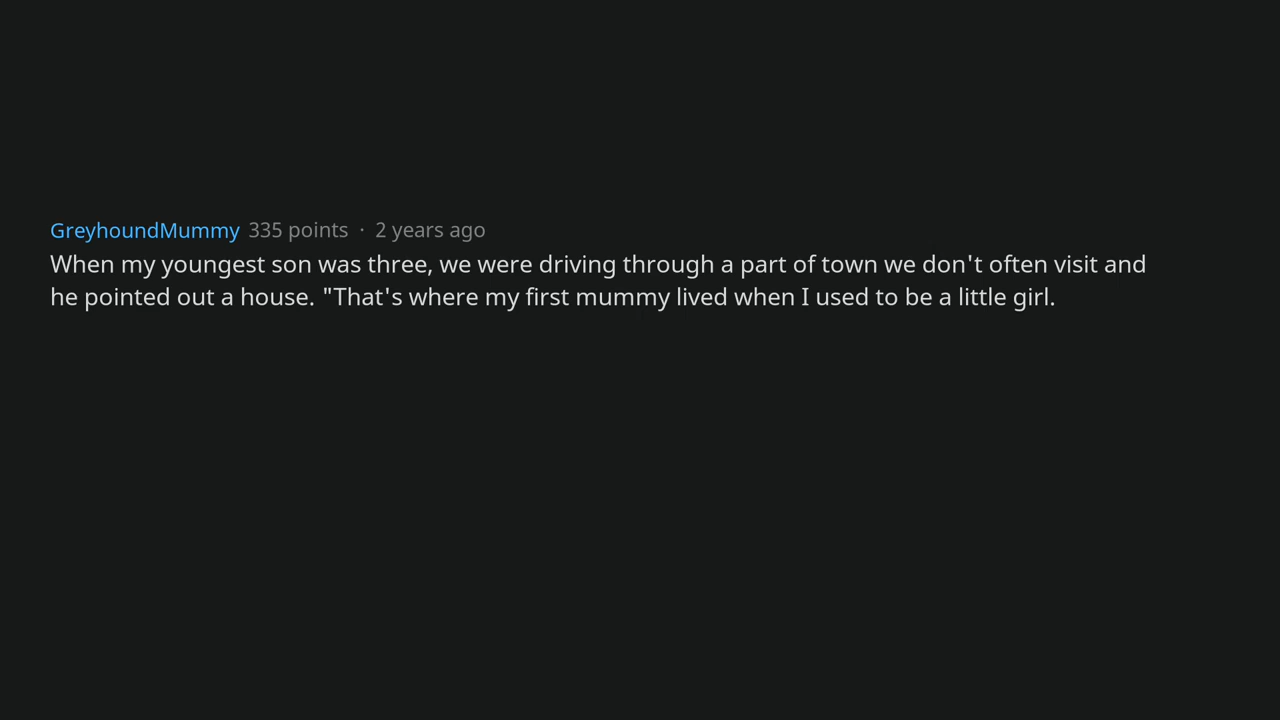 GreyhoundMummy 335 points · 2 years ago
When my youngest son was three, we were driving through a part of town we don't often visit and
he pointed out a house. "That's where my first mummy lived when I used to be a little girl.